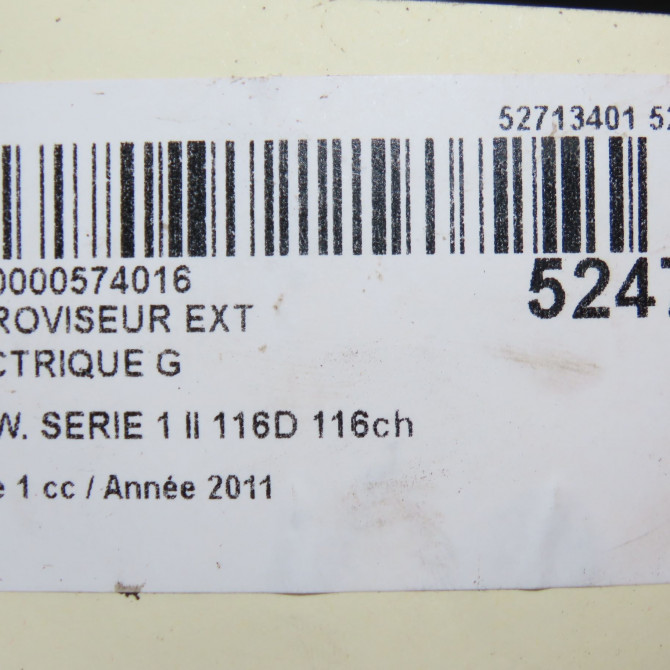 52713401 52
0000574016
5247
ROVISEUR EXT
CTRIQUE G
W. SERIE 1 II 116D 116ch
e 1 cc / Année 2011